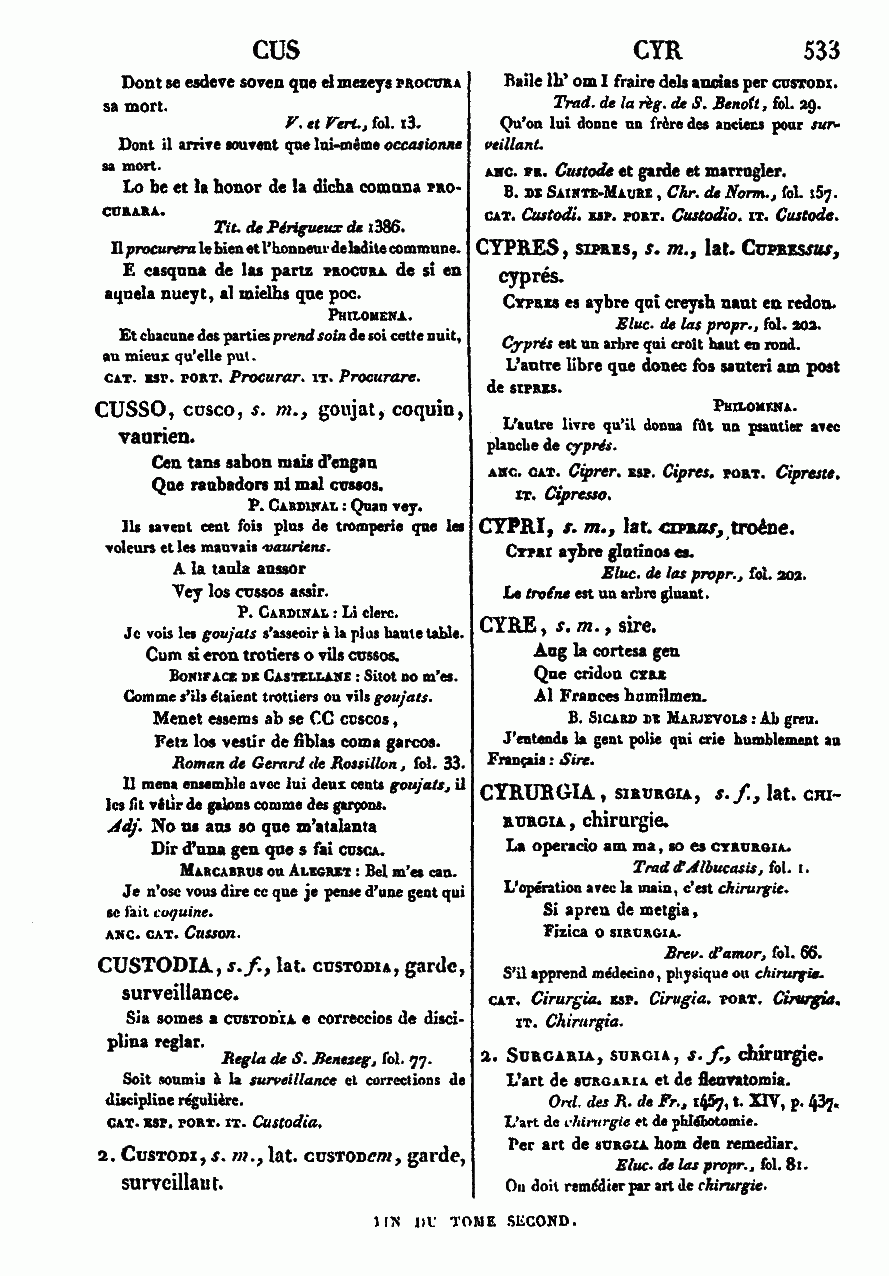 CUS
CYR 533
Dont se esdeve soven que el mezeys PROCURA
sa mort.
V. et Vert., fol. 13.
Dont il arrive souvent que lui-même occasionne
sa mort.
Lo be et la honor de la dicha comuna PRO-
CURARA.
Tit. de Périgueux de 1386.
Il procurera le bien et l'honneur de ladite commune.
E casquna de las partz PROCURA de si en
aquela nueyt, al mielhs que poc.
PHILOMENA.
Et chacune des parties prend soin de soi cette nuit,
au mieux qu'elle put.
CAT. ESP. PORT. Procurar. IT. Procurare.
CUSSO, CUSCO, s. m., goujat, coquin,
vaurien.
Cen tans sabon mais d'engan
Que raubadors ni mal CUSSOS.
P. CARDINAL : Quan vey.
Ils savent cent fois plus de tromperie que les
voleurs et les mauvais vauriens.
A la taula aussor
Vey los CUSSOS assir.
P. CARDINAL : Li clerc.
Je vois les goujats s'asseoir à la plus haute table.
Cum si eron trotiers o vils CUSSOS.
BONIFACE DE CASTELLANE : Sitot no m'es.
Comme s'ils étaient trottiers ou vils goujats.
Menet essems ab se CC CUSCOS,
Fetz los vestir de fiblas coma garcos.
Roman de Gerard de Rossillon, fol. 33.
Il mena ensemble avec lui deux cents goujats, il
les fit vêtir de galons comme des garçons.
Adj. No us aus so que m'atalanta
Dir d'una gen que s fai CUSCA.
MARCABRUS ou ALEGRET : Bel m'es can.
Je n'ose vous dire ce que je pense d'une gent qui
se fait coquine.
ANC. CAT. Cusson.
CUSTODIA, s. f., lat. CUSTODIA, garde,
surveillance.
Sia somes a CUSTODIA e correccios de disci-
plina reglar.
Regla de S. Benezeg, fol. 77.
Soit soumis à la surveillance et corrections de
discipline régulière.
CAT. ESP. PORT. IT. Custodia.
2. CUSTODI, s. m., lat. CUSTODem, garde,
surveillant.
Baile lh' om I fraire dels ancias per CUSTODI.
Trad. de la règ. de S. Benoît, fol. 29.
Qu'on lui donne un frère des anciens pour sur-
veillant.
ANC. FR. Custode et garde et marrugler.
B. DE SAINTE-MAURE, Chr. de Norm., fol. 157.
CAT. Custodi. ESP. PORT. Custodio. IT. Custode.
CYPRES, SIPRES, s. m., lat. CUPRESSUS,
cyprés.
CYPRES es aybre qui creysh naut en redon.
Eluc. de las propr., fol. 202.
Cyprés est un arbre qui croît haut en rond.
L'autre libre que donec fos sauteri am post
de SIPRES.
PHILOMENA.
L'autre livre qu'il donna fût un psautier avec
planche de cyprés.
ANC. CAT. Ciprer. ESP. Cipres. PORT. Cipreste.
IT. Cipresso.
CYPRI, s. m., lat. CIPRUS, troêne.
CYPRI aybre glutinos es.
Eluc. de las propr., fol. 202.
Le troêne est un arbre gluant.
CYRE, s. m., sire.
Aug la cortesa gen
Que cridon CYRE
Al Frances humilmen.
B. SICARD DE MARJEVOLS : Ab greu.
J'entends la gent polie qui crie humblement au
Français : Sire.
CYRURGIA, SIRURGIA, s. f., lat. CHI-
RURGIA, chirurgie.
La operacio am ma, so es CYRURGIA.
Trad d'Albucasis, fol. 1.
L'opération avec la main, c'est chirurgie.
Si apren de metgia,
Fizica o SIRURGIA.
Brev. d'amor, fol. 66.
S'il apprend médecine, physique ou chirurgie.
CAT. Cirurgia. ESP. Cirugia. PORT. Cirurgia.
IT. Chirurgia.
2. SURGARIA, SURGIA, s. f., chirurgie.
L'art de SURGARIA et de fleuvatomia.
Ord. des R. de Fr., 1457, t. XIV, p. 437.
L'art de chirurgie et de phlébotomie.
Per art de SURGIA hom deu remediar.
Eluc. de las propr., fol. 81.
On doit remédier par art de chirurgie.
FIN DU TOME SECOND.